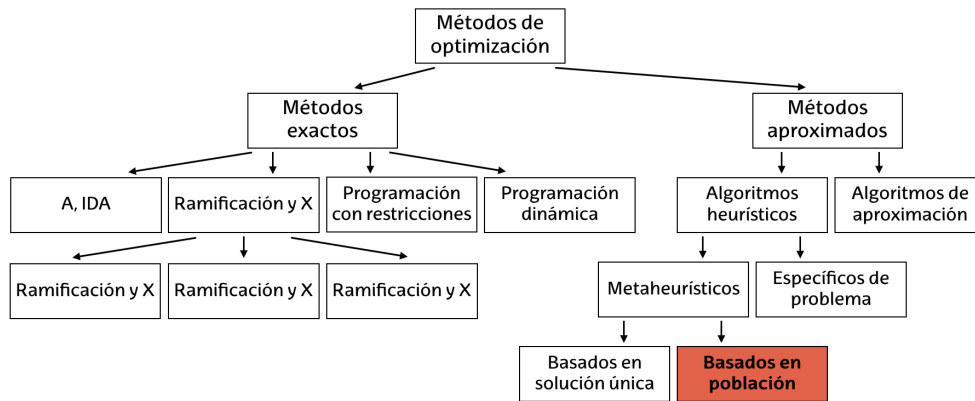 Métodos de
optimización
Métodos
exactos
Métodos
aproximados
A, IDA
Ramificación y X
Programación
con restricciones
Programación
dinámica
Algoritmos
heurísticos
Algoritmos de
aproximación
Ramificación y X
Ramificación y X
Ramificación y X
Metaheurísticos
Específicos de
problema
Basados en
solución única
Basados en
población